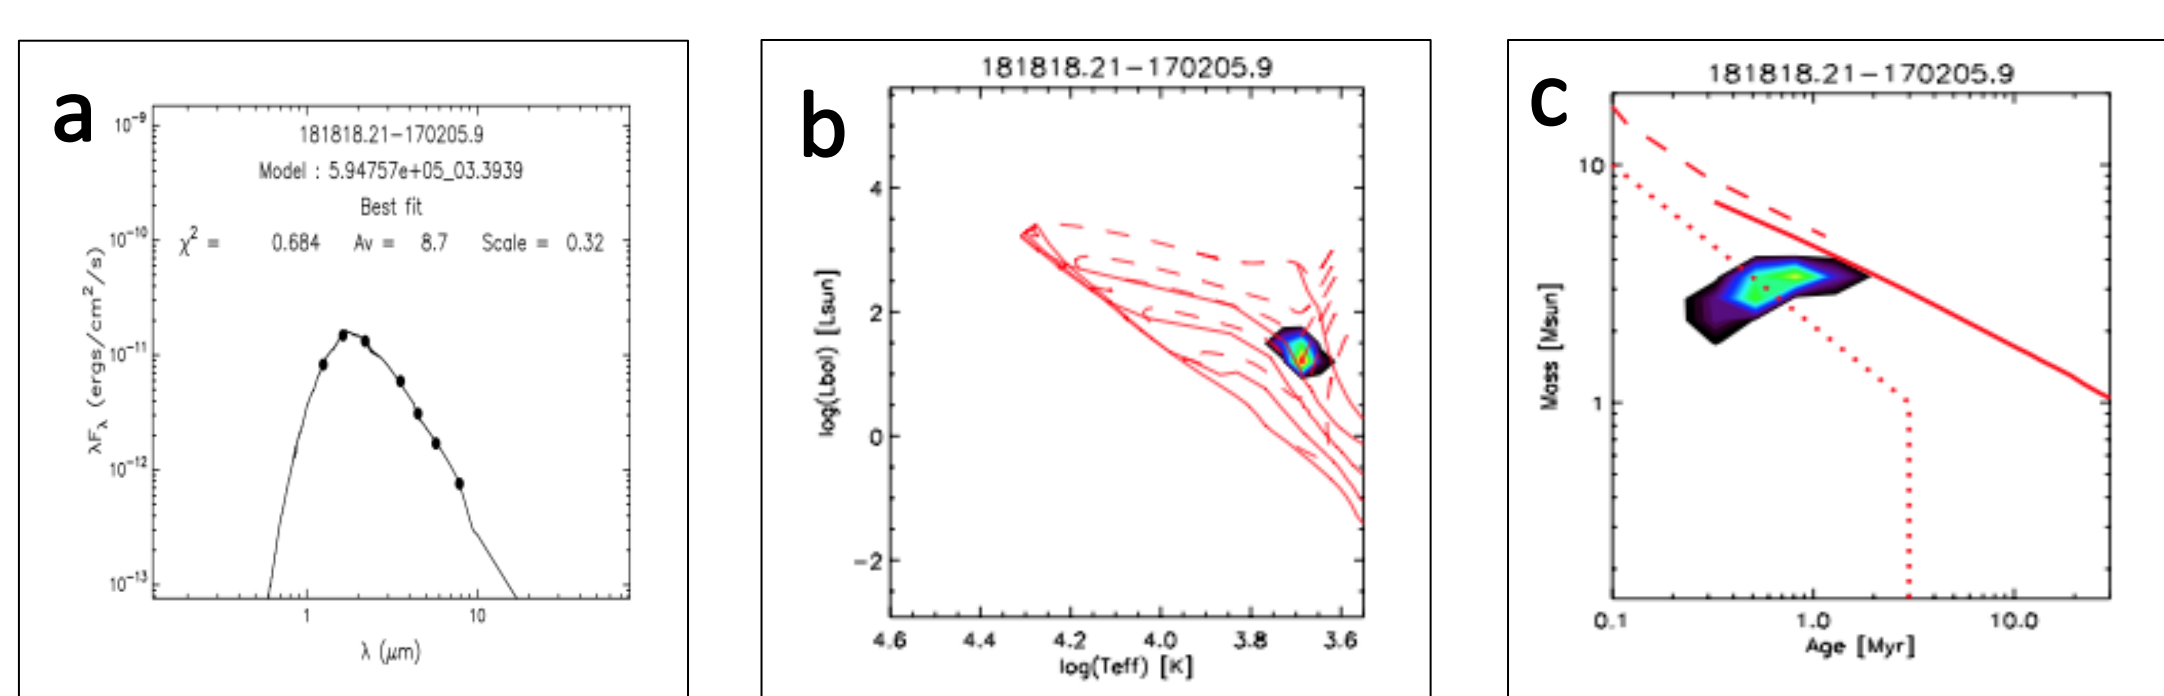 a
181818.21−170205.9
Model : 5.94757e+05_03.3939
Best fit
χ² = 0.684 Av = 8.7 Scale = 0.32
10⁻⁹
10⁻¹⁰
10⁻¹¹
10⁻¹²
10⁻¹³
λFλ (ergs/cm²/s)
1 10
λ (μm)
b
181818.21−170205.9
4
2
0
−2
log(Lbol) [Lsun]
4.6 4.4 4.2 4.0 3.8 3.6
log(Teff) [K]
c
181818.21−170205.9
10
1
Mass [Msun]
0.1 1.0 10.0
Age [Myr]